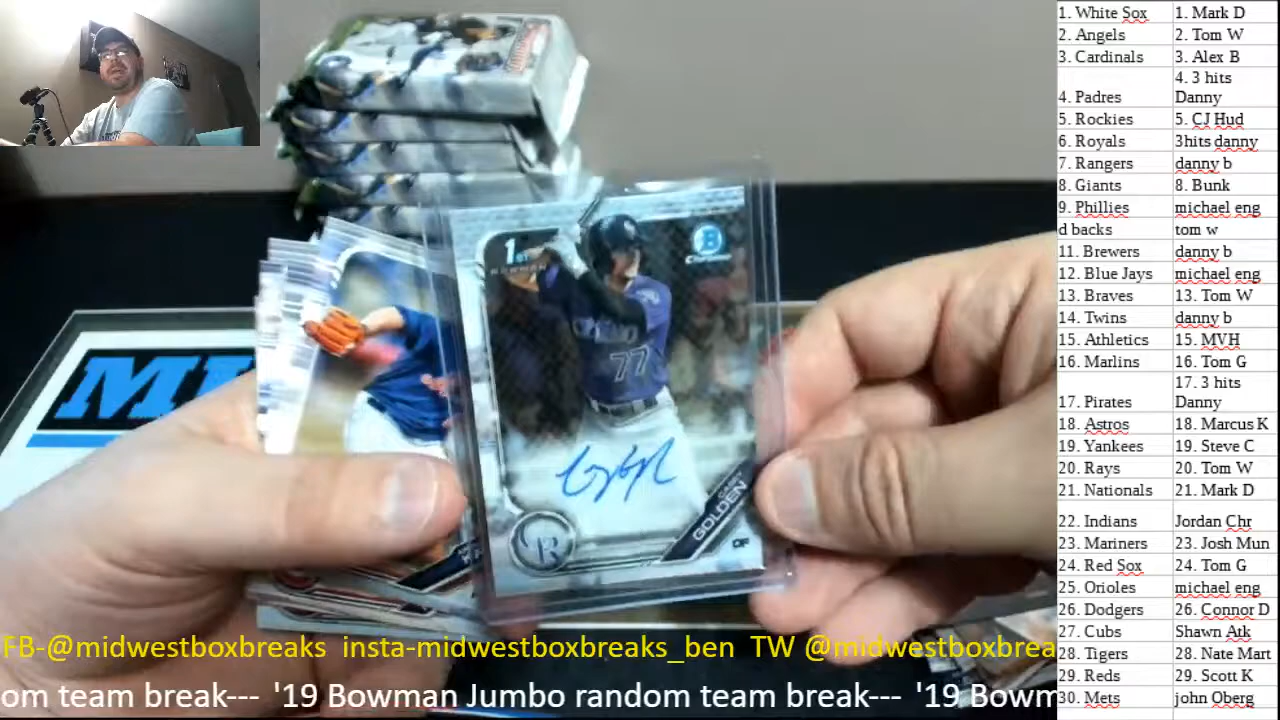 1. White Sox 1. Mark D
2. Angels 2. Tom W
3. Cardinals 3. Alex B
4. Padres 4. 3 hits Danny
5. Rockies 5. CJ Hud
6. Royals 3hits danny
7. Rangers danny b
8. Giants 8. Bunk
9. Phillies michael eng
d backs tom w
11. Brewers danny b
12. Blue Jays michael eng
13. Braves 13. Tom W
14. Twins danny b
15. Athletics 15. MVH
16. Marlins 16. Tom G
17. Pirates 17. 3 hits Danny
18. Astros 18. Marcus K
19. Yankees 19. Steve C
20. Rays 20. Tom W
21. Nationals 21. Mark D
22. Indians Jordan Chr
23. Mariners 23. Josh Mun
24. Red Sox 24. Tom G
25. Orioles michael eng
26. Dodgers 26. Connor D
27. Cubs Shawn Atk
28. Tigers 28. Nate Mart
29. Reds 29. Scott K
30. Mets john Oberg
1st
BOWMAN
B
Chrome
77
GOLDEN
OF
FB-@midwestboxbreaks insta-midwestboxbreaks_ben TW @midwestboxbrea
om team break--- '19 Bowman Jumbo random team break--- '19 Bowm